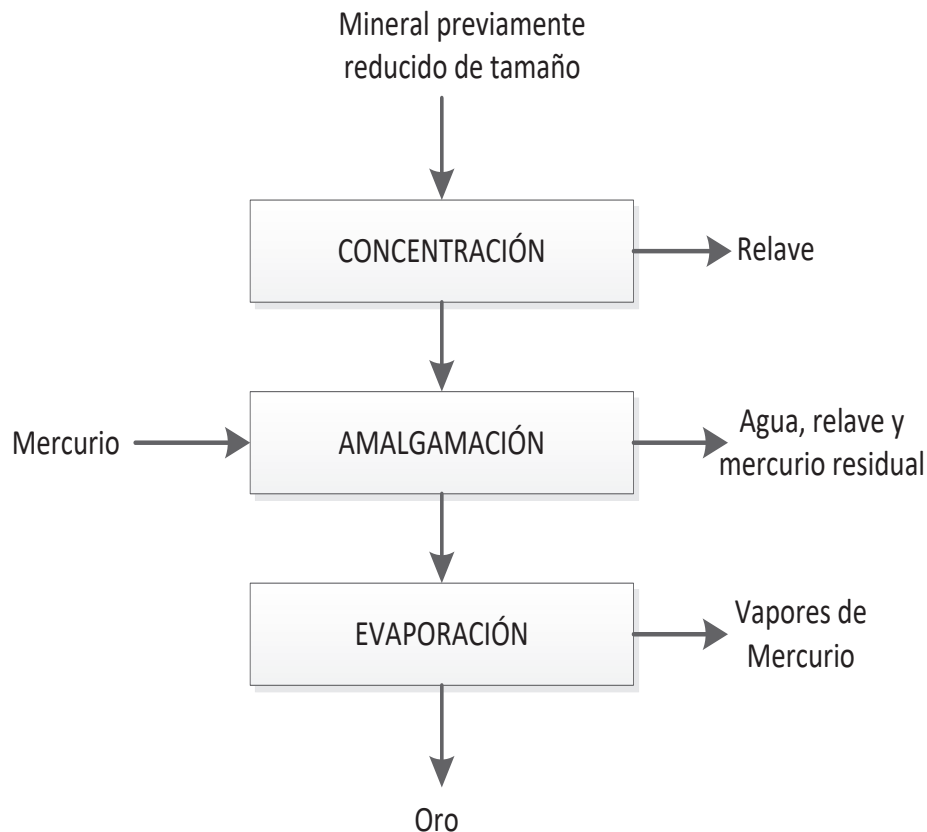 Mineral previamente
reducido de tamaño
CONCENTRACIÓN
Relave
Mercurio
AMALGAMACIÓN
Agua, relave y
mercurio residual
EVAPORACIÓN
Vapores de
Mercurio
Oro